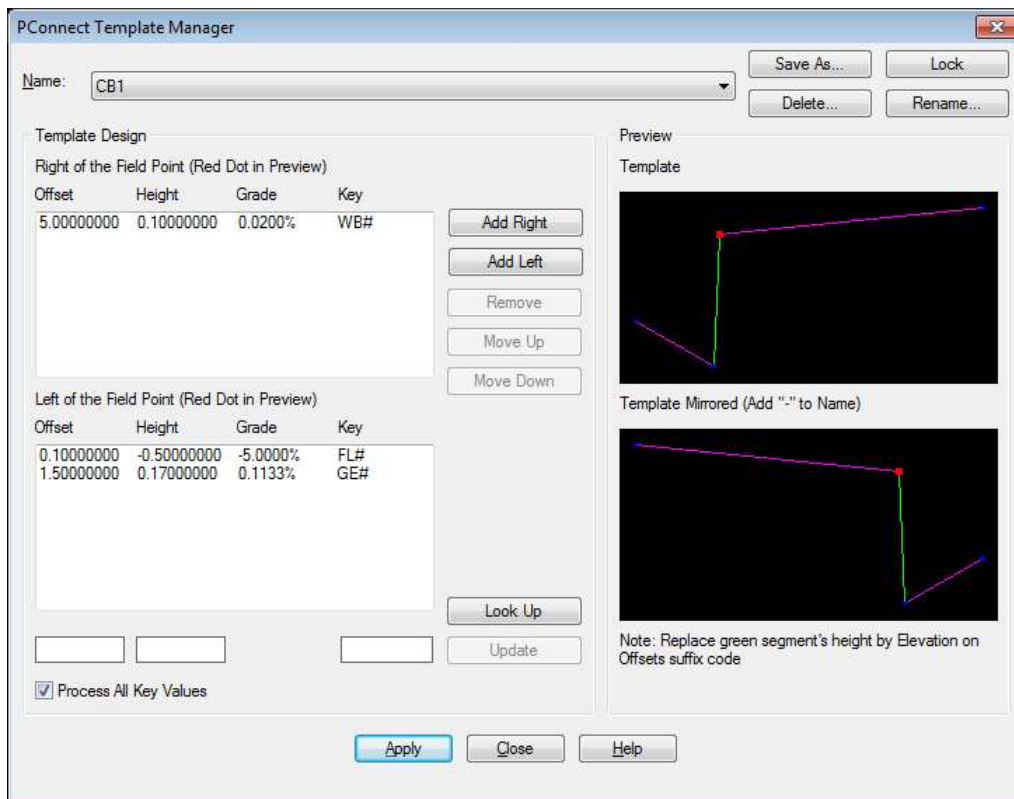 PConnect Template Manager
Name: CB1
Save As... Lock
Delete... Rename...
Template Design
Right of the Field Point (Red Dot in Preview)
Offset Height Grade Key
5.00000000 0.10000000 0.0200% WB#
Add Right
Add Left
Remove
Move Up
Move Down
Left of the Field Point (Red Dot in Preview)
Offset Height Grade Key
0.10000000 -0.50000000 -5.0000% FL#
1.50000000 0.17000000 0.1133% GE#
Look Up
Update
Process All Key Values
Preview
Template
Template Mirrored (Add "-" to Name)
Note: Replace green segment's height by Elevation on
Offsets suffix code
Apply Close Help